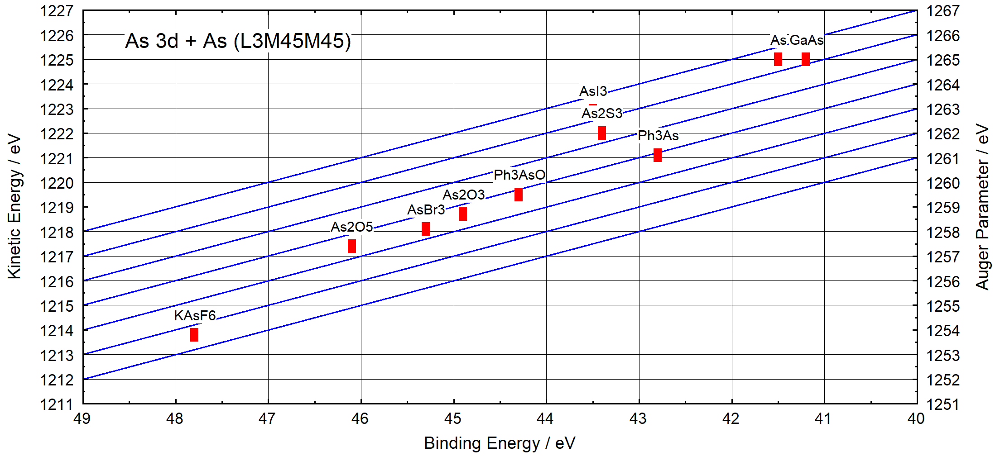 As 3d + As (L3M45M45)
Kinetic Energy / eV
1227
1226
1225
1224
1223
1222
1221
1220
1219
1218
1217
1216
1215
1214
1213
1212
1211
As GaAs
AsI3
As2S3
Ph3As
Ph3AsO
As2O3
AsBr3
As2O5
KAsF6
1267
1266
1265
1264
1263
1262
1261
1260
1259
1258
1257
1256
1255
1254
1253
1252
1251
Auger Parameter / eV
49 48 47 46 45 44 43 42 41 40
Binding Energy / eV